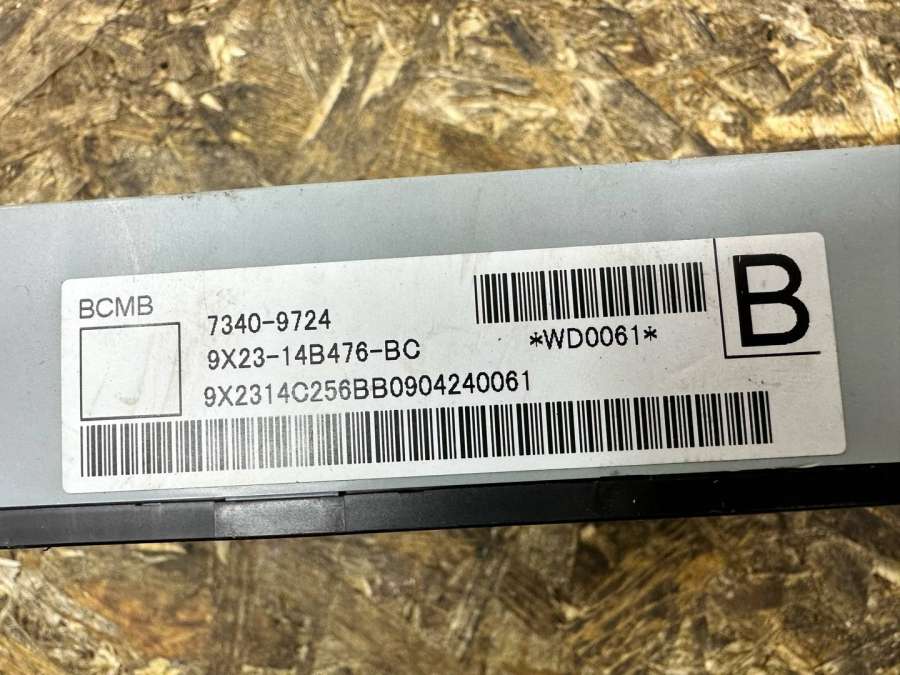 BCMB
7340-9724
9X23-14B476-BC
9X2314C256BB0904240061
*WD0061*
B